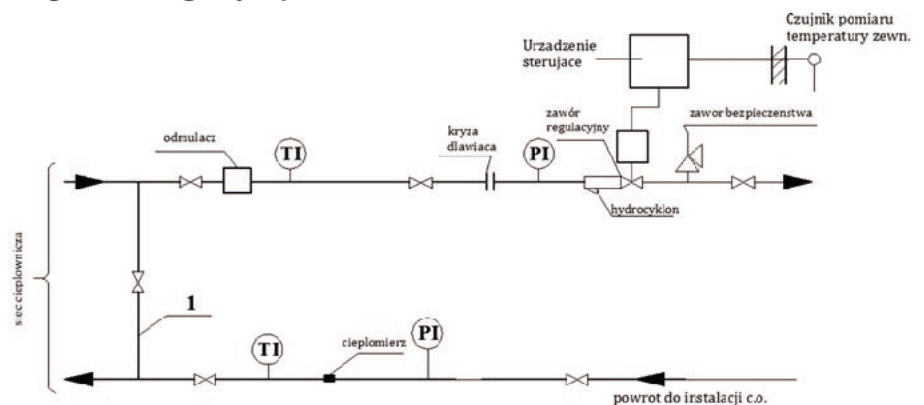 Czujnik pomiaru
temperatury zewn.
Urzadzenie
sterujace
zawór
regulacyjny
zawor bezpieczenstwa
kryza
dlawiaca
odmulacz
TI
PI
hydrocyklon
siec cieplownicza
1
TI
cieplomierz
PI
powrot do instalacji c.o.